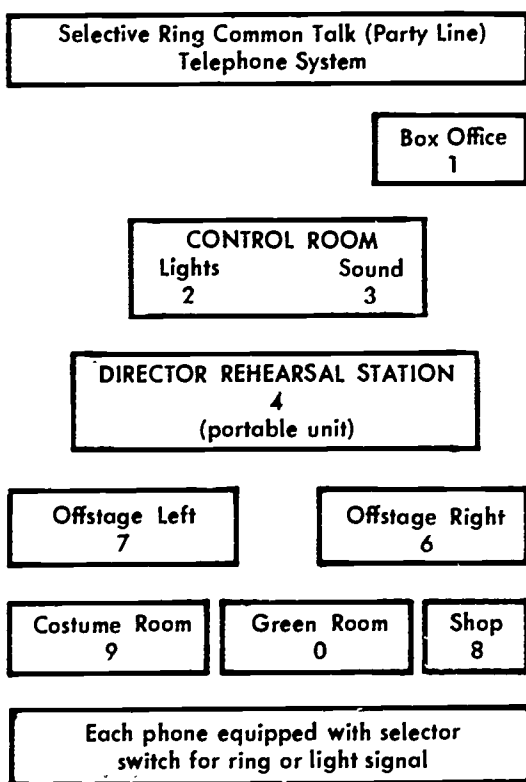 Selective Ring Common Talk (Party Line)
Telephone System
Box Office
1
CONTROL ROOM
Lights Sound
2 3
DIRECTOR REHEARSAL STATION
4
(portable unit)
Offstage Left
7
Offstage Right
6
Costume Room
9
Green Room
0
Shop
8
Each phone equipped with selector
switch for ring or light signal